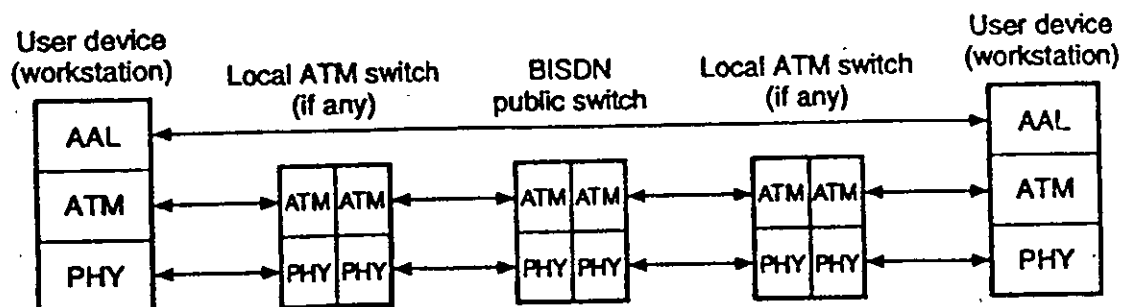 User device
(workstation)
Local ATM switch
(if any)
BISDN
public switch
Local ATM switch
(if any)
User device
(workstation)
AAL
AAL
ATM
ATM ATM
ATM ATM
ATM ATM
ATM
PHY
PHY PHY
PHY PHY
PHY PHY
PHY